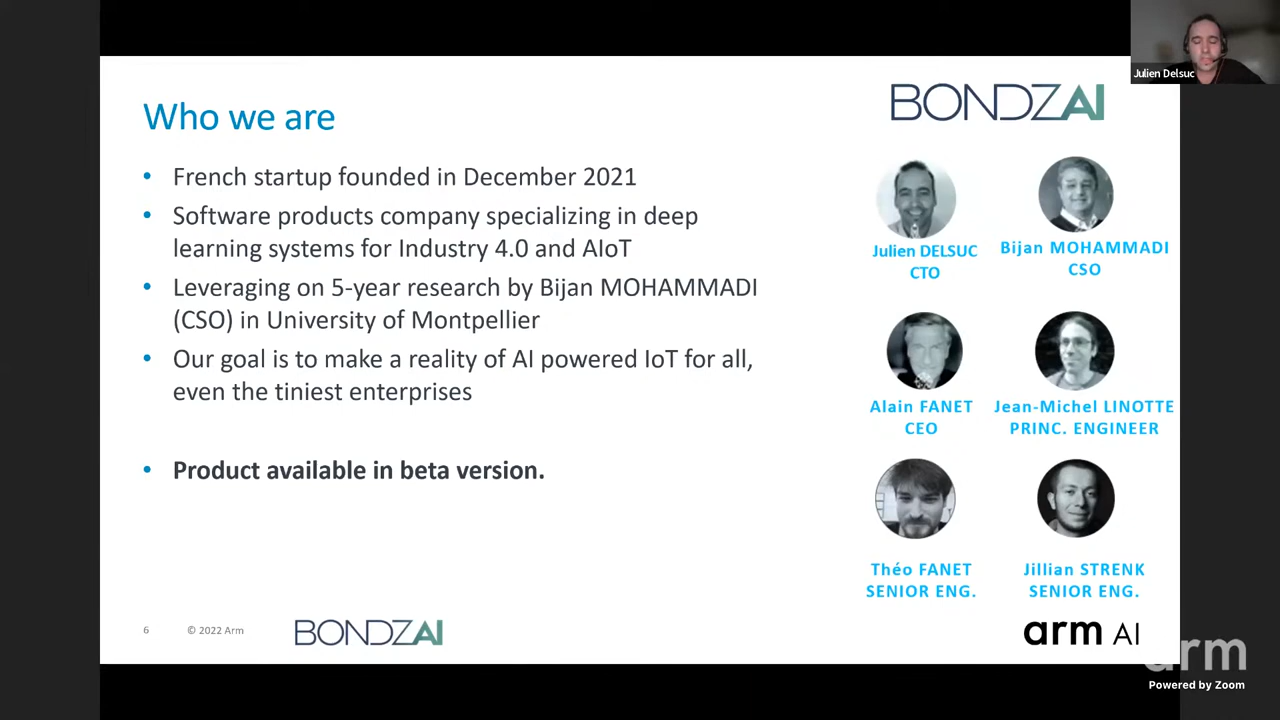 Julien Delsuc
BONDZAI
Who we are
• French startup founded in December 2021
• Software products company specializing in deep
learning systems for Industry 4.0 and AIoT
• Leveraging on 5-year research by Bijan MOHAMMADI
(CSO) in University of Montpellier
• Our goal is to make a reality of AI powered IoT for all,
even the tiniest enterprises
• Product available in beta version.
Julien DELSUC
CTO
Bijan MOHAMMADI
CSO
Alain FANET
CEO
Jean-Michel LINOTTE
PRINC. ENGINEER
Théo FANET
SENIOR ENG.
Jillian STRENK
SENIOR ENG.
6
© 2022 Arm
BONDZAI
arm AI
arm
Powered by Zoom